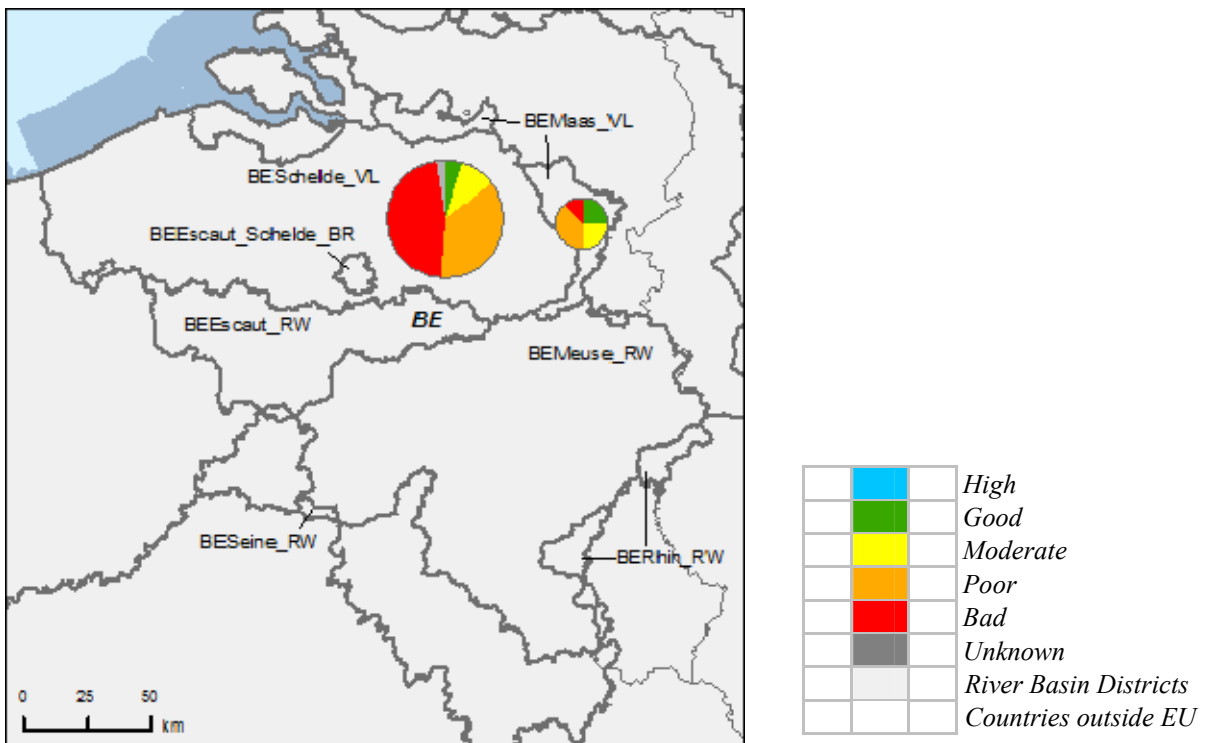 BEMaas_VL
BESchelde_VL
BEEscaut_Schelde_BR
BEEscaut_RW
BE
BEMeuse_RW
BESeine_RW
BERhin_RW
0 25 50
km
High
Good
Moderate
Poor
Bad
Unknown
River Basin Districts
Countries outside EU